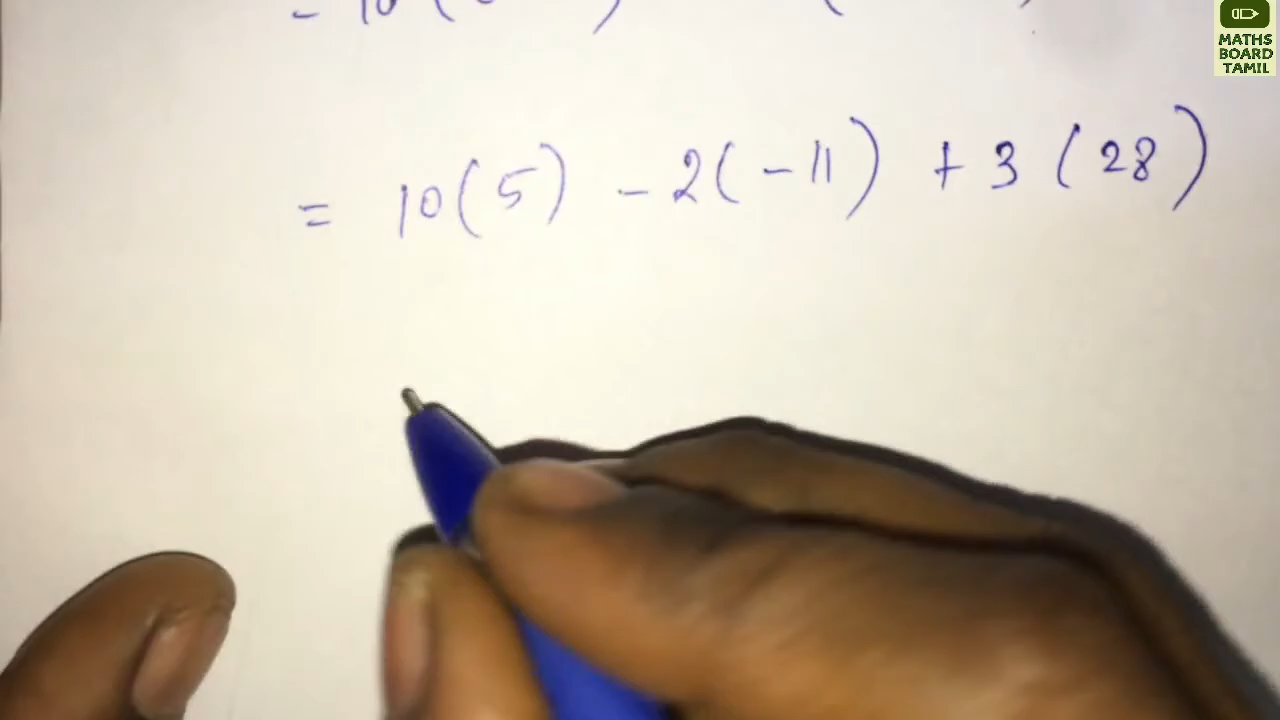 = 10(5) - 2(-11) + 3(28)
MATHS
BOARD
TAMIL